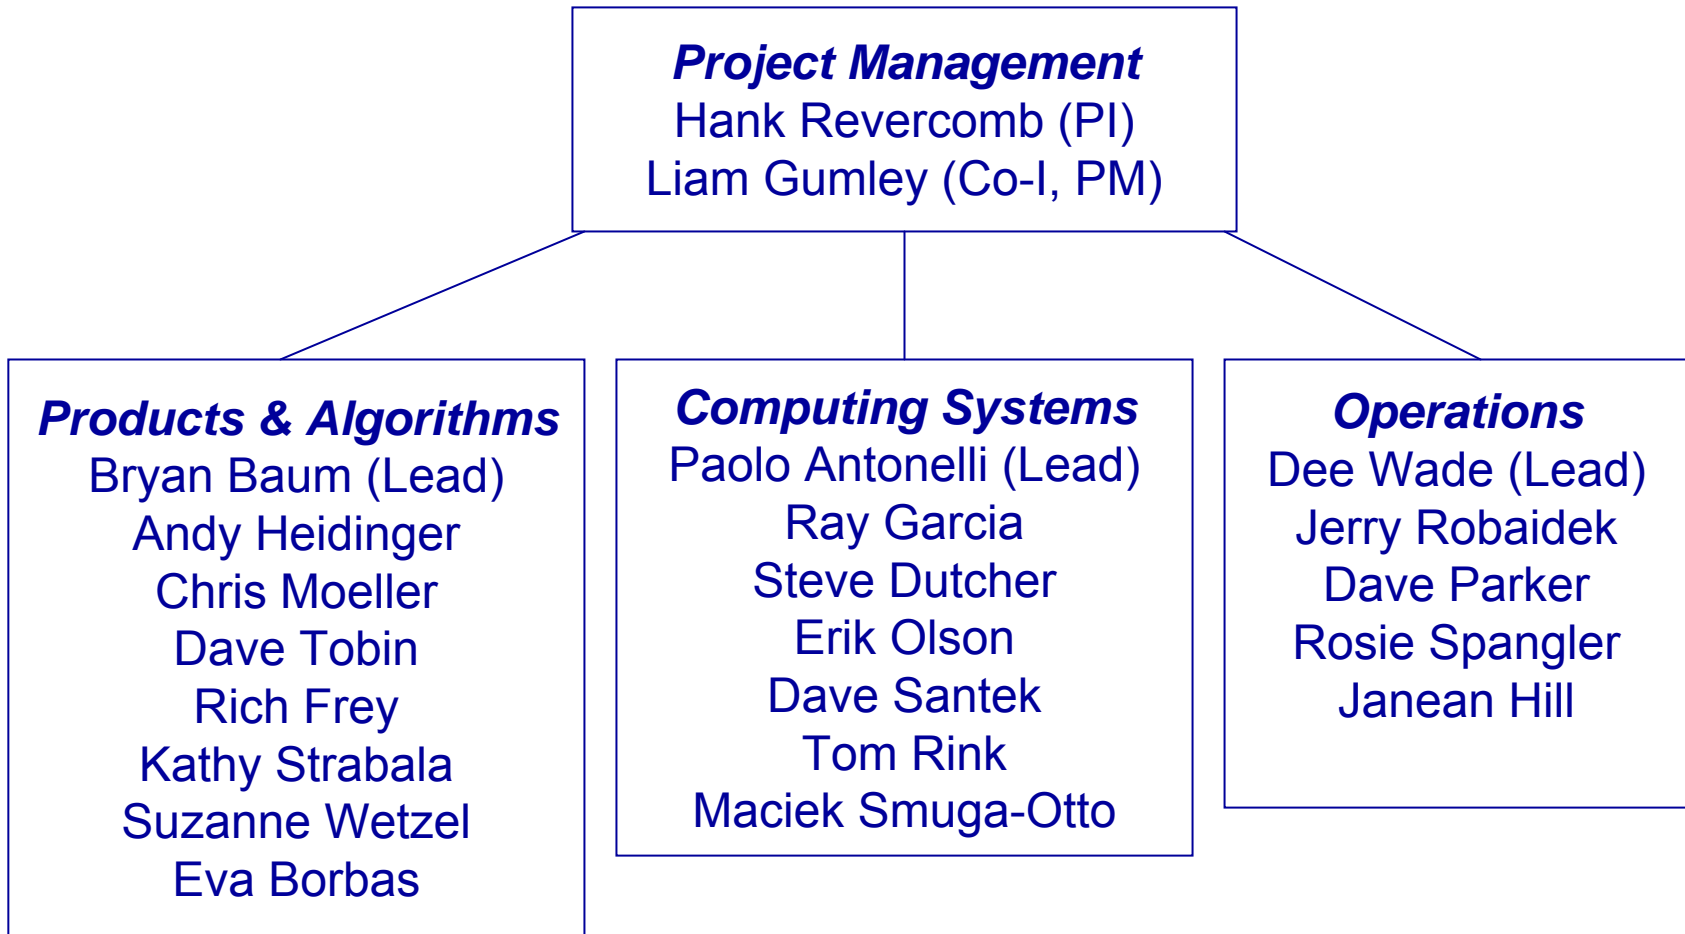 Project Management
Hank Revercomb (PI)
Liam Gumley (Co-I, PM)
Products & Algorithms
Bryan Baum (Lead)
Andy Heidinger
Chris Moeller
Dave Tobin
Rich Frey
Kathy Strabala
Suzanne Wetzel
Eva Borbas
Computing Systems
Paolo Antonelli (Lead)
Ray Garcia
Steve Dutcher
Erik Olson
Dave Santek
Tom Rink
Maciek Smuga-Otto
Operations
Dee Wade (Lead)
Jerry Robaidek
Dave Parker
Rosie Spangler
Janean Hill